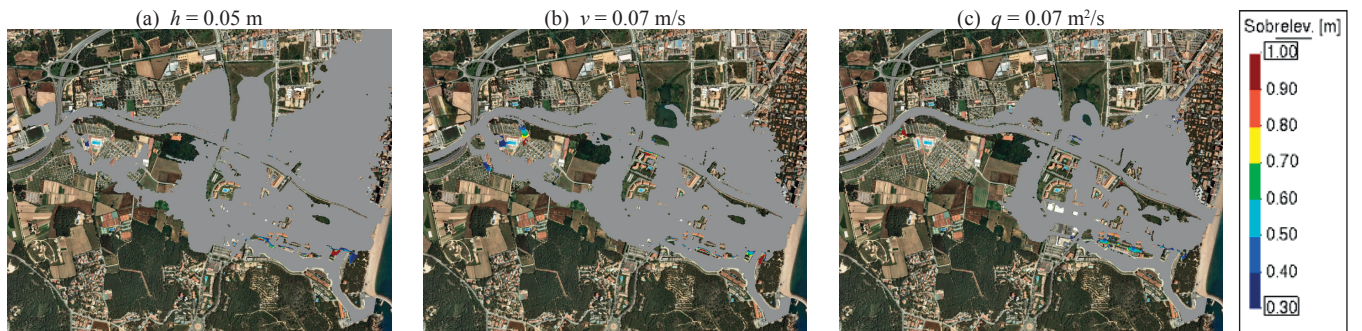 (a) h = 0.05 m
(b) v = 0.07 m/s
(c) q = 0.07 m²/s
Sobrelev. [m]
1.00
0.90
0.80
0.70
0.60
0.50
0.40
0.30